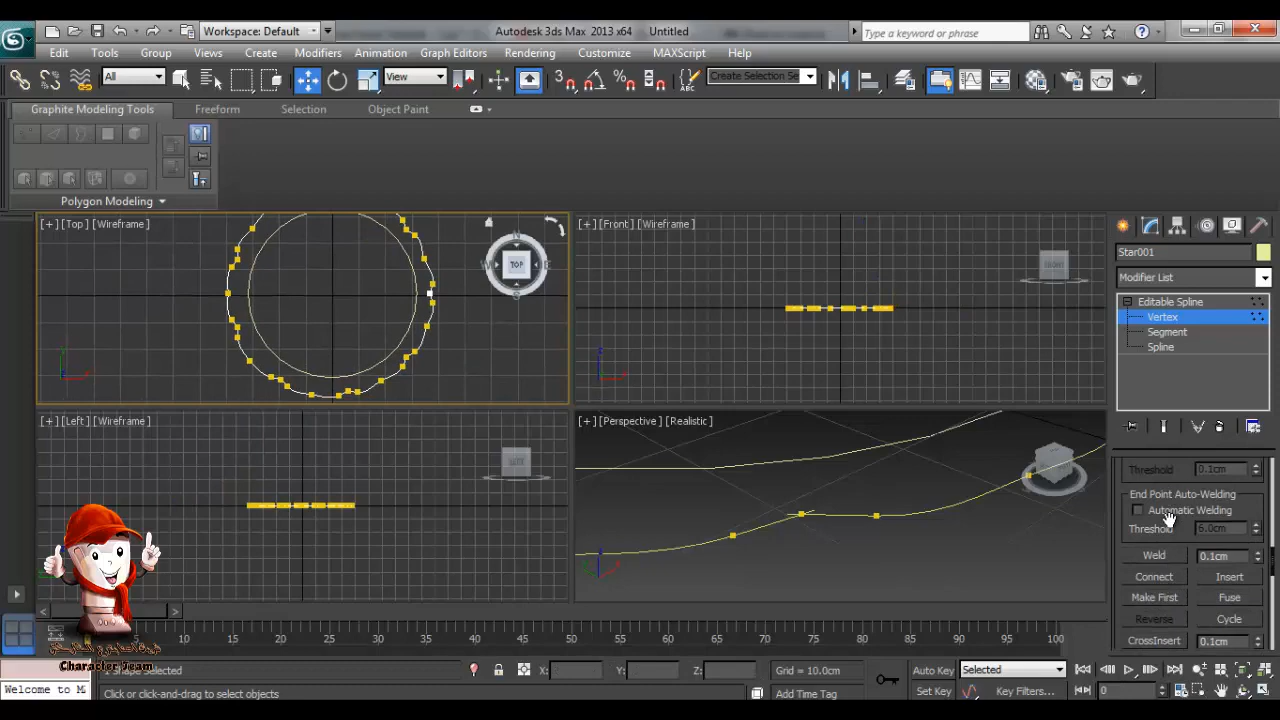 Workspace: Default
Autodesk 3ds Max 2013 x64 Untitled
Type a keyword or phrase
Edit Tools Group Views Create Modifiers Animation Graph Editors Rendering Customize MAXScript Help
All
View
Create Selection Se
Graphite Modeling Tools Freeform Selection Object Paint
Polygon Modeling
[+] [Top] [Wireframe]
TOP
[+] [Front] [Wireframe]
FRONT
[+] [Left] [Wireframe]
LEFT
[+] [Perspective] [Realistic]
Star001
Modifier List
Editable Spline
Vertex
Segment
Spline
Threshold 0.1cm
End Point Auto-Welding
Automatic Welding
Threshold 6.0cm
Weld 0.1cm
Connect Insert
Make First Fuse
Reverse Cycle
CrossInsert 0.1cm
10 15 20 25 30 35 40 45 50 55 60 65 70 75 80 85 90 95 100
Character Team
1 Shape Selected
X: Y: Z:
Grid = 10.0cm
Auto Key Selected
Welcome to M
Click or click-and-drag to select objects
Add Time Tag
Set Key Key Filters...
0